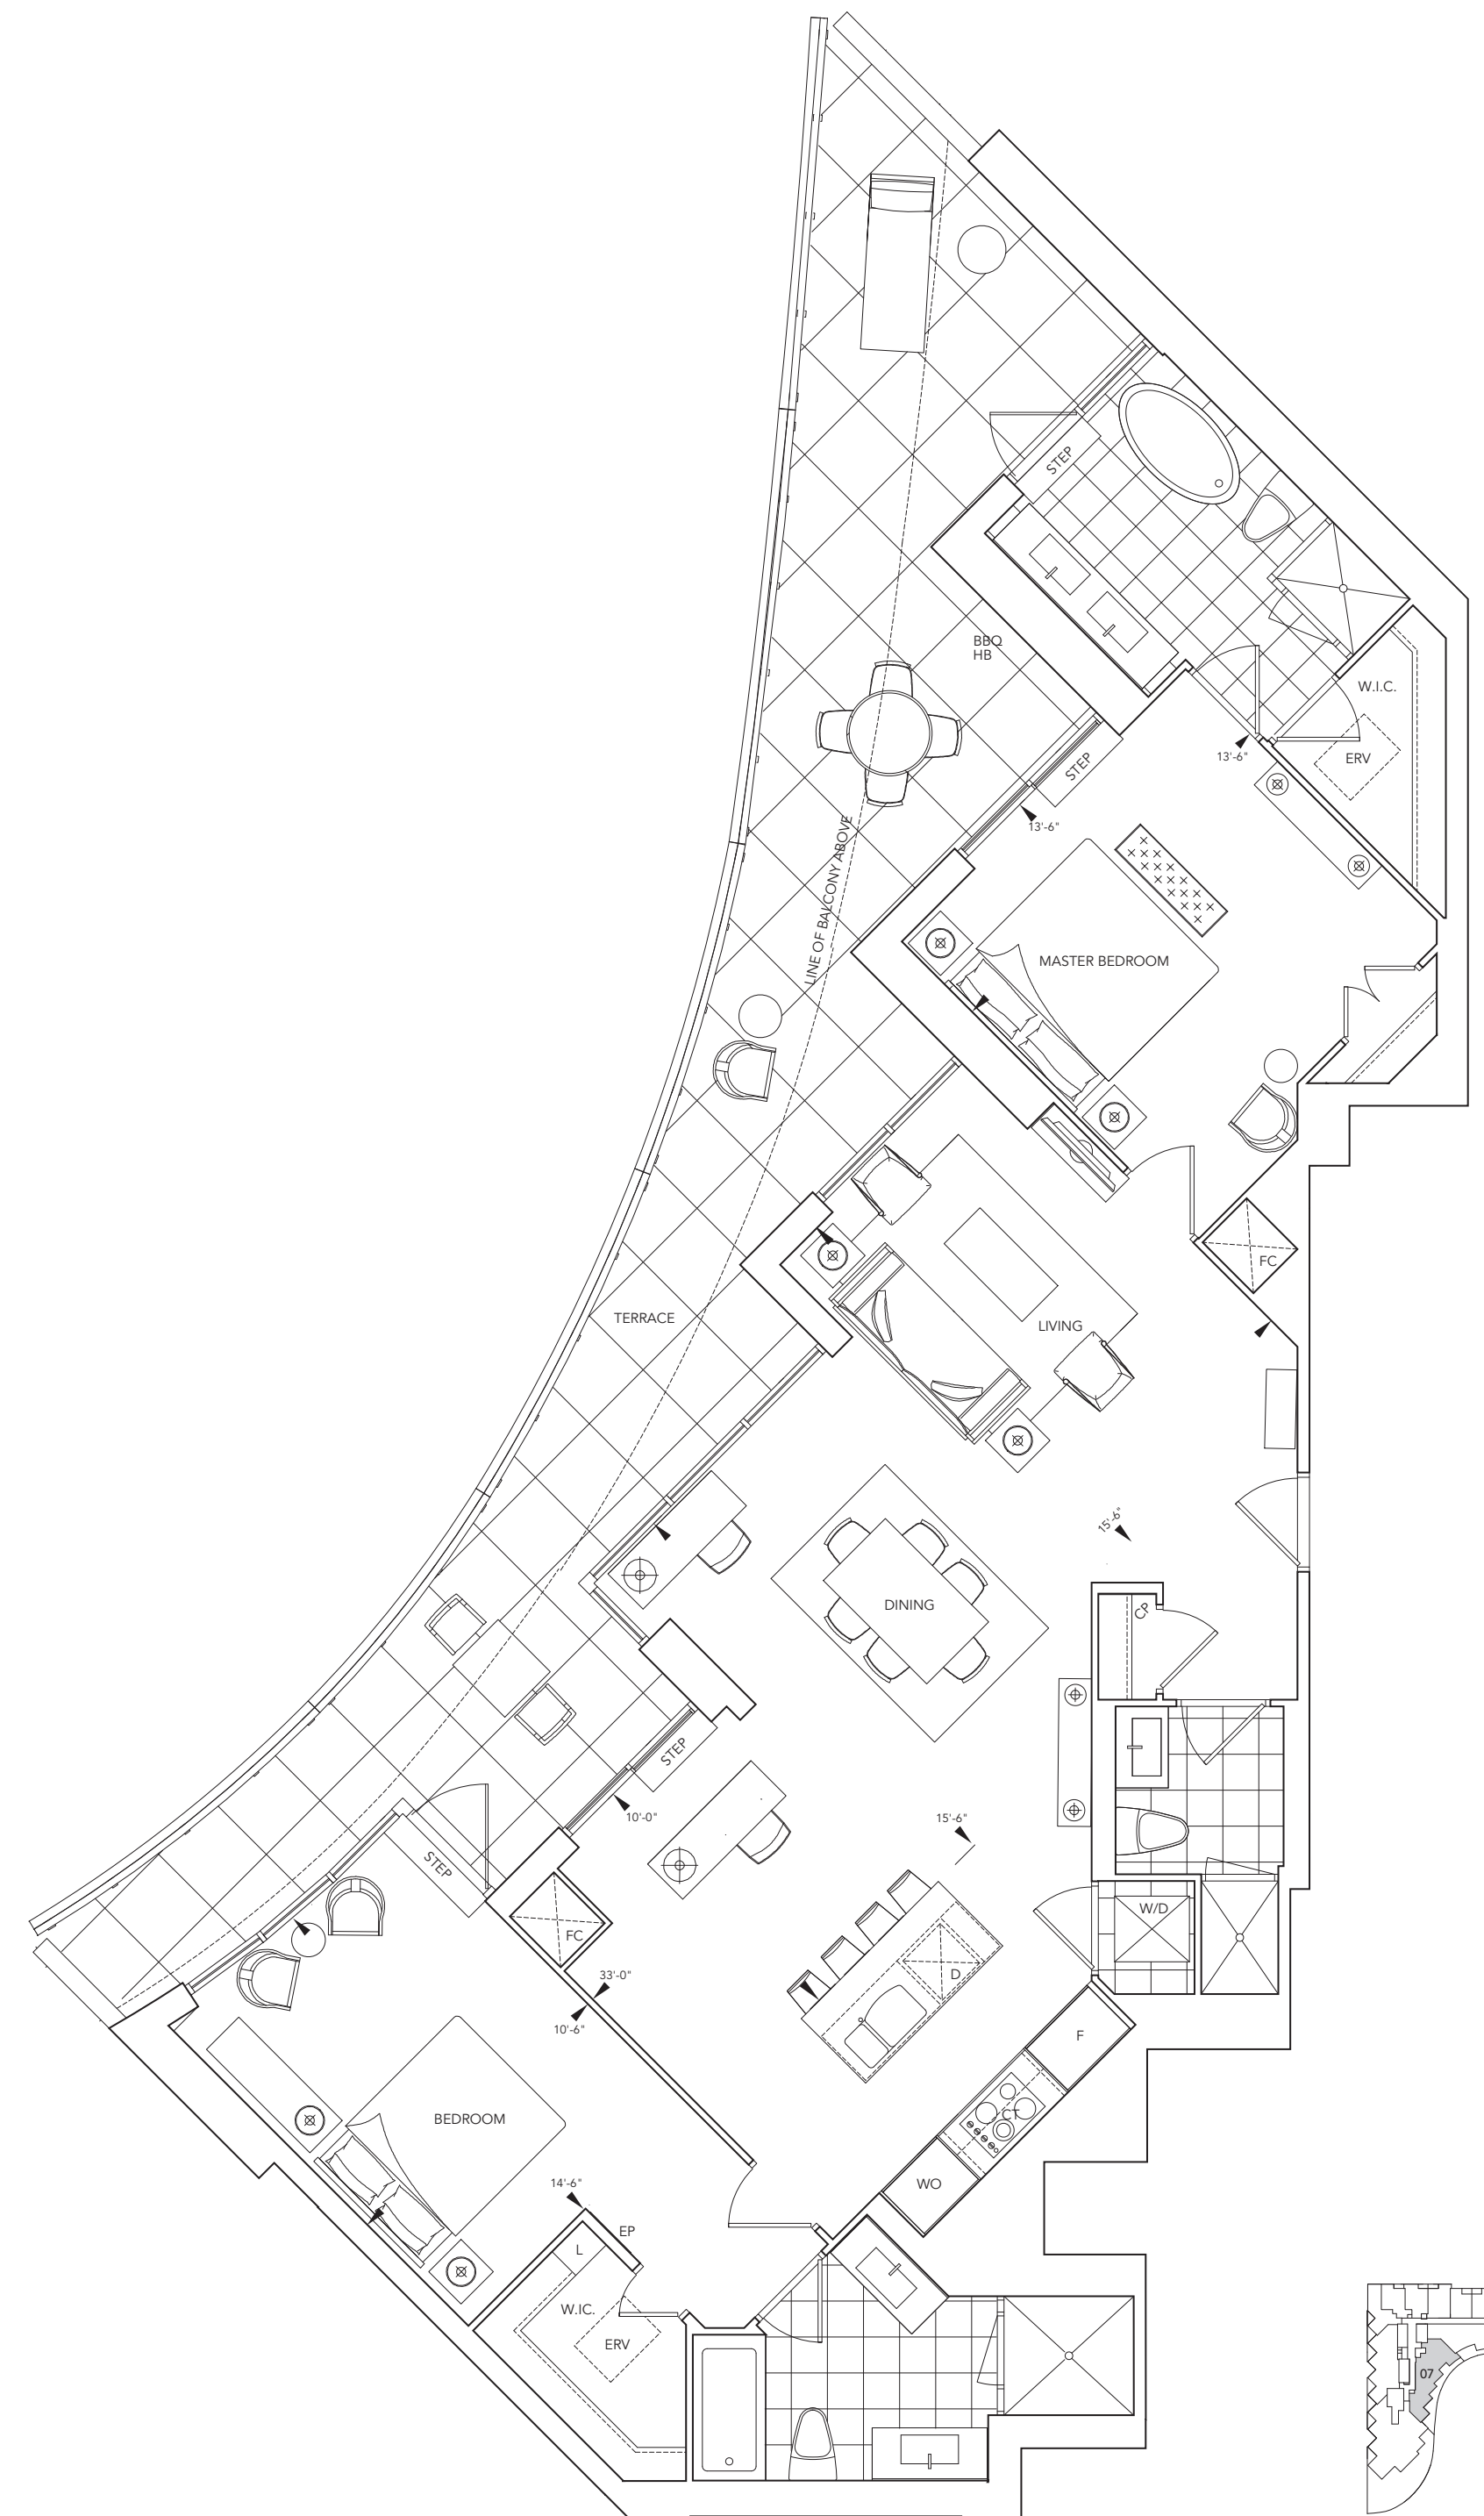 STEP
BBQ
HB
W.I.C.
ERV
13'-6"
STEP
13'-6"
LINE OF BALCONY ABOVE
MASTER BEDROOM
FC
TERRACE
LIVING
15'-6"
DINING
CP
STEP
10'-0"
15'-6"
STEP
W/D
FC
D
33'-0"
10'-6"
F
CT
BEDROOM
WO
14'-6"
EP
L
W.IC.
ERV
07